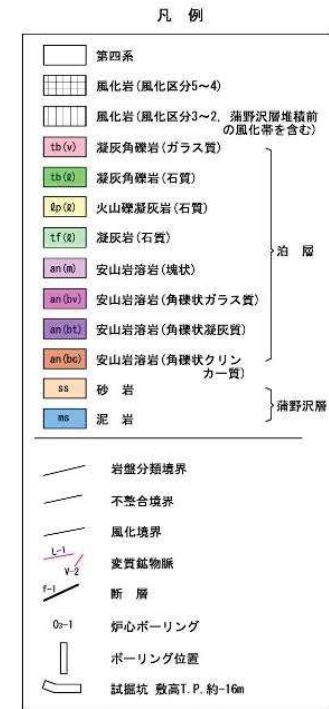 凡 例
第四系
風化岩(風化区分5~4)
風化岩(風化区分3~2, 蒲野沢層堆積前
の風化帯を含む)
tb(v) 凝灰角礫岩(ガラス質)
tb(ℓ) 凝灰角礫岩(石質)
ℓp(ℓ) 火山礫凝灰岩(石質)
tf(ℓ) 凝灰岩(石質)
an(m) 安山岩溶岩(塊状)
an(bv) 安山岩溶岩(角礫状ガラス質)
an(bt) 安山岩溶岩(角礫状凝灰質)
an(bc) 安山岩溶岩(角礫状クリン
カー質)
泊 層
ss 砂 岩
ms 泥 岩
蒲野沢層
岩盤分類境界
不整合境界
風化境界
L-1
V-2 変質鉱物脈
f-1 断 層
O3-1 炉心ボーリング
ボーリング位置
試掘坑 敷高T.P.約-16m